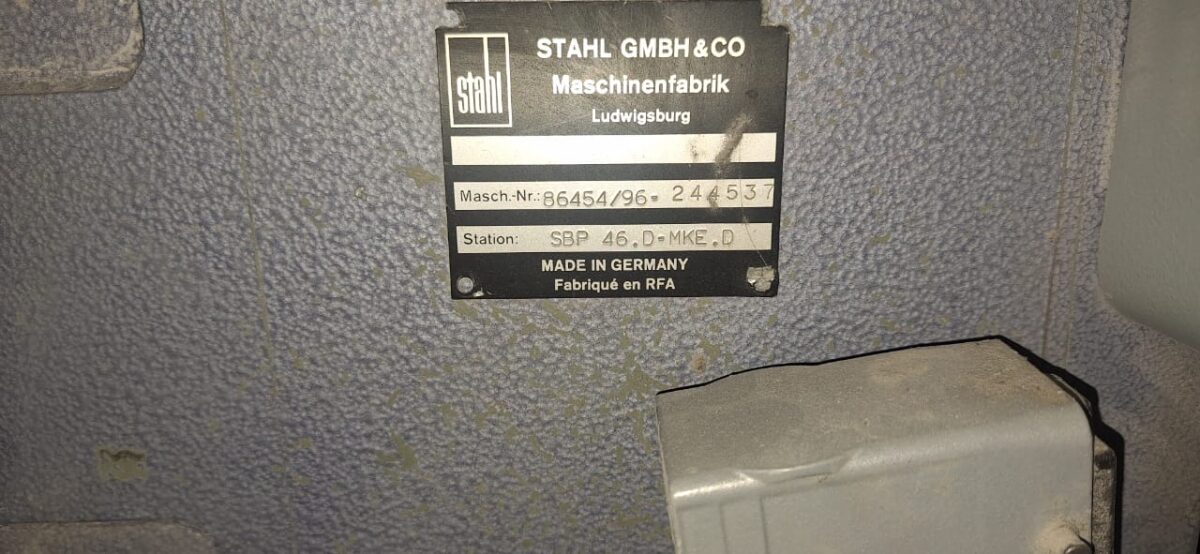 stahl
STAHL GMBH & CO
Maschinenfabrik
Ludwigsburg
Masch.-Nr.: 86454/96- 244537
Station: SBP 46.D-MKE.D
MADE IN GERMANY
Fabriqué en RFA